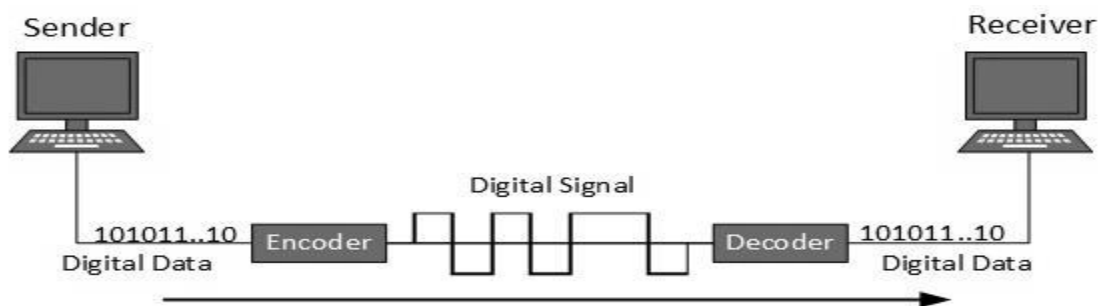 Sender
Receiver
Digital Signal
101011..10
Encoder
Decoder
101011..10
Digital Data
Digital Data